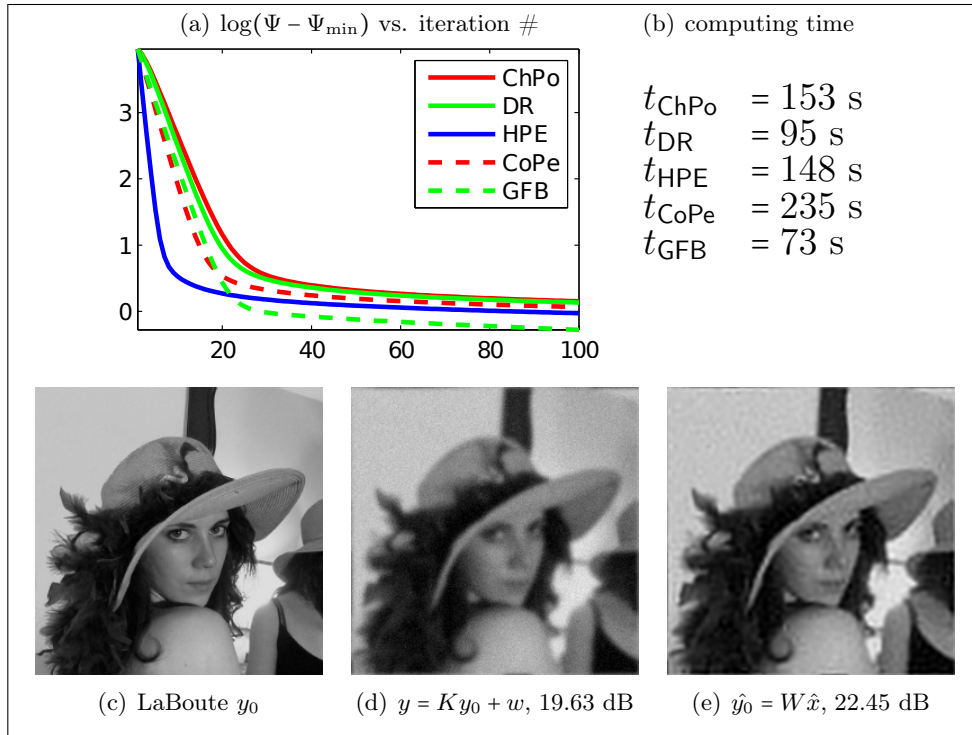 (a) log(Ψ − Ψmin) vs. iteration #
(b) computing time
3
2
1
0
20 40 60 80 100
ChPo
DR
HPE
CoPe
GFB
tChPo = 153 s
tDR = 95 s
tHPE = 148 s
tCoPe = 235 s
tGFB = 73 s
(c) LaBoute y0
(d) y = Ky0 + w, 19.63 dB
(e) ŷ0 = Wx̂, 22.45 dB